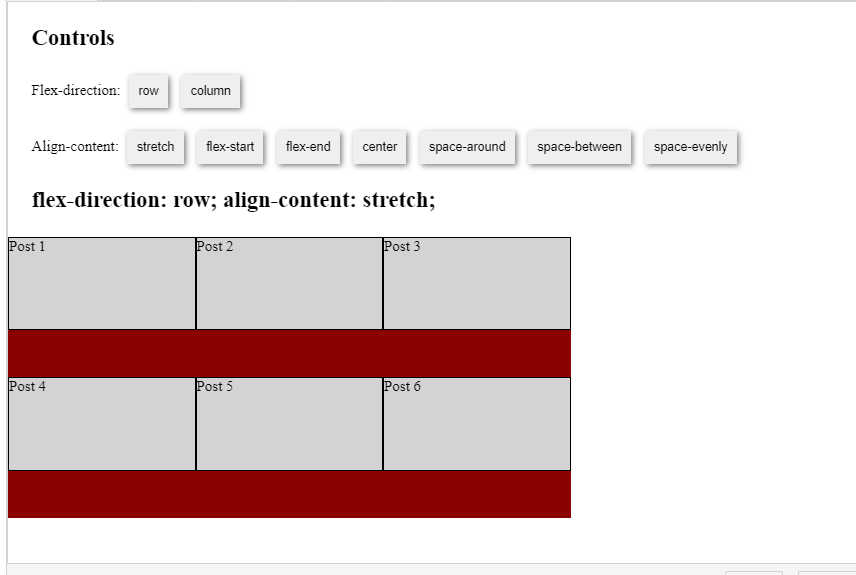 Controls
Flex-direction: row column
Align-content: stretch flex-start flex-end center space-around space-between space-evenly
flex-direction: row; align-content: stretch;
Post 1 Post 2 Post 3
Post 4 Post 5 Post 6